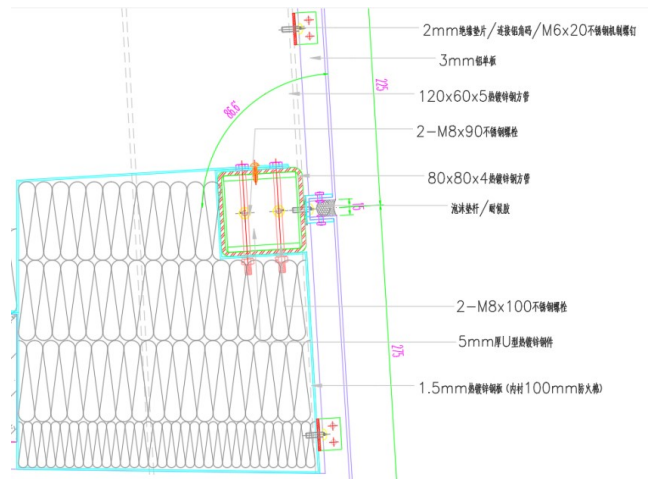 2mm绝缘垫片/连接铝角码/M6x20不锈钢机制螺钉
3mm铝单板
225
120x60x5热镀锌钢方管
86.6°
2-M8x90不锈钢螺栓
80x80x4热镀锌钢方管
15
泡沫垫杆/耐候胶
2-M8x100不锈钢螺栓
5mm厚U型热镀锌钢件
275
1.5mm热镀锌钢板(内衬100mm防火棉)